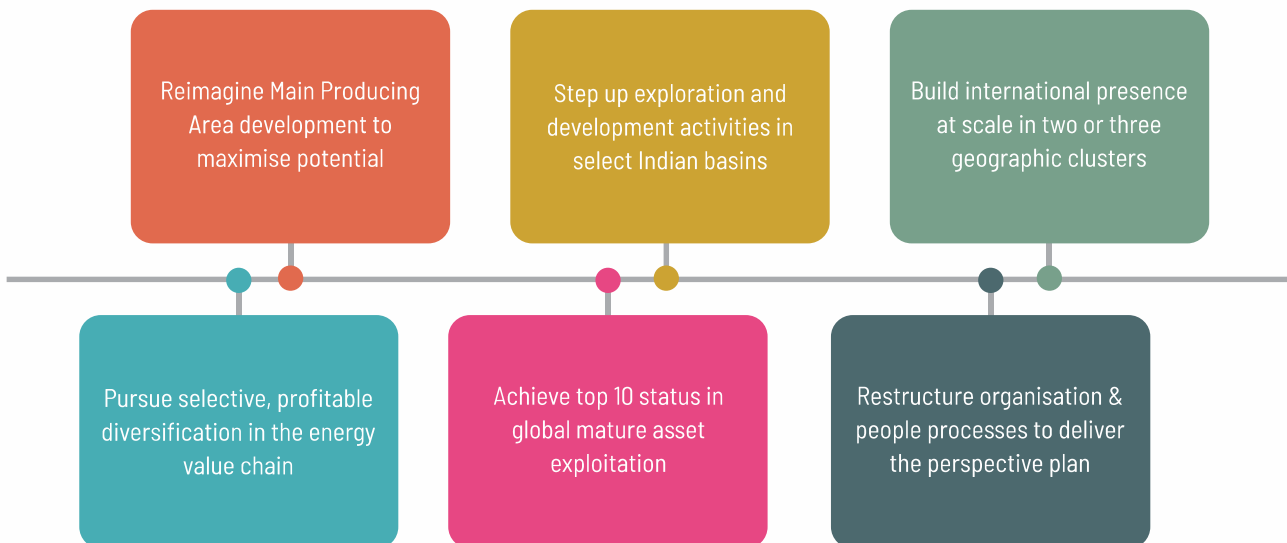 Reimagine Main Producing
Area development to
maximise potential
Step up exploration and
development activities in
select Indian basins
Build international presence
at scale in two or three
geographic clusters
Pursue selective, profitable
diversification in the energy
value chain
Achieve top 10 status in
global mature asset
exploitation
Restructure organisation &
people processes to deliver
the perspective plan